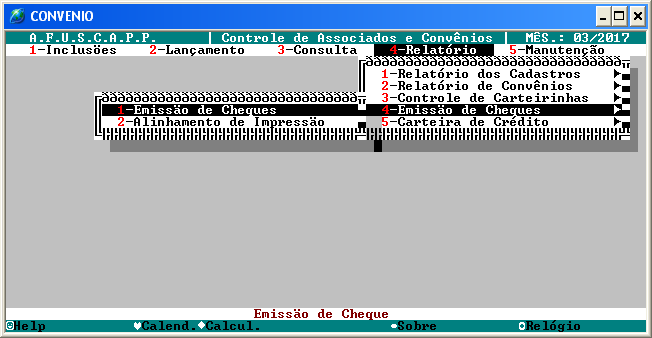 CONVENIO
A.F.U.S.C.A.P.P. | Controle de Associados e Convênios | MÊS.: 03/2017
1-Inclusões 2-Lançamento 3-Consulta 4-Relatório 5-Manutenção
1-Relatório dos Cadastros
2-Relatório de Convênios
3-Controle de Carteirinhas
4-Emissão de Cheques
5-Carteira de Crédito
1-Emissão de Cheques
2-Alinhamento de Impressão
Emissão de Cheque
Help Calend. Calcul. Sobre Relógio